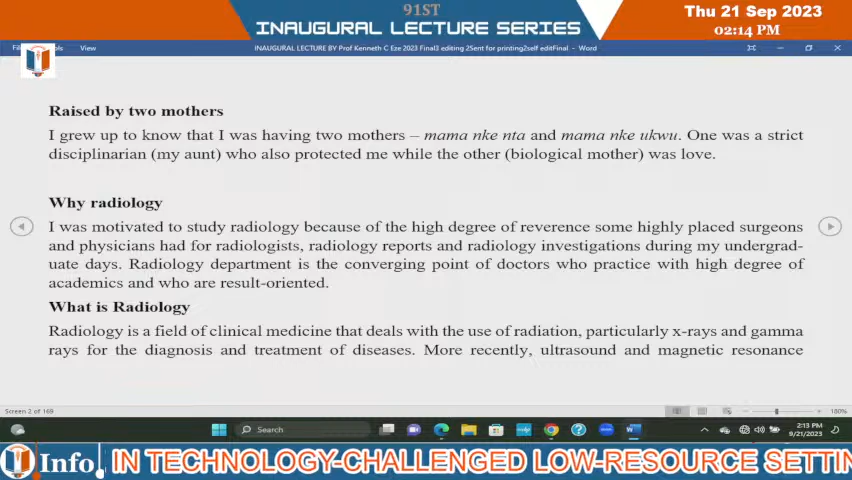 91ST
INAUGURAL LECTURE SERIES
Thu 21 Sep 2023
02:14 PM
View
INAUGURAL LECTURE BY Prof Kenneth C Eze 2023 Final3 editing 2Sent for printing2self editFinal - Word
Raised by two mothers
I grew up to know that I was having two mothers – mama nke nta and mama nke ukwu. One was a strict
disciplinarian (my aunt) who also protected me while the other (biological mother) was love.
Why radiology
I was motivated to study radiology because of the high degree of reverence some highly placed surgeons
and physicians had for radiologists, radiology reports and radiology investigations during my undergrad-
uate days. Radiology department is the converging point of doctors who practice with high degree of
academics and who are result-oriented.
What is Radiology
Radiology is a field of clinical medicine that deals with the use of radiation, particularly x-rays and gamma
rays for the diagnosis and treatment of diseases. More recently, ultrasound and magnetic resonance
Screen 2 of 169
180%
Search
2:13 PM
9/21/2023
Info
IN TECHNOLOGY-CHALLENGED LOW-RESOURCE SETTIN